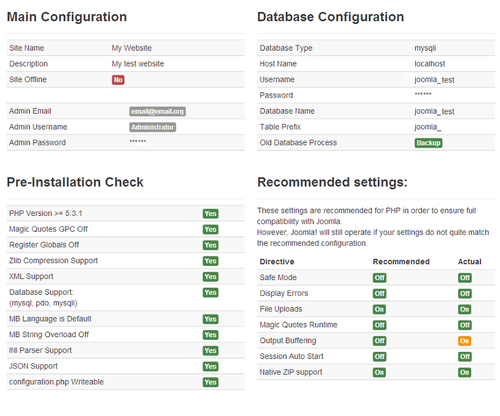 Main Configuration
Site Name My Website
Description My test website
Site Offline No
Admin Email email@email.org
Admin Username Administrator
Admin Password ******
Database Configuration
Database Type mysqli
Host Name localhost
Username joomla_test
Password ******
Database Name joomla_test
Table Prefix joomla_
Old Database Process Backup
Pre-Installation Check
PHP Version >= 5.3.1 Yes
Magic Quotes GPC Off Yes
Register Globals Off Yes
Zlib Compression Support Yes
XML Support Yes
Database Support: Yes
(mysql, pdo, mysqli)
MB Language is Default Yes
MB String Overload Off Yes
INI Parser Support Yes
JSON Support Yes
configuration.php Writeable Yes
Recommended settings:
These settings are recommended for PHP in order to ensure full
compatibility with Joomla.
However, Joomla! will still operate if your settings do not quite match
the recommended configuration.
Directive Recommended Actual
Safe Mode Off Off
Display Errors Off Off
File Uploads On On
Magic Quotes Runtime Off Off
Output Buffering Off On
Session Auto Start Off Off
Native ZIP support On On